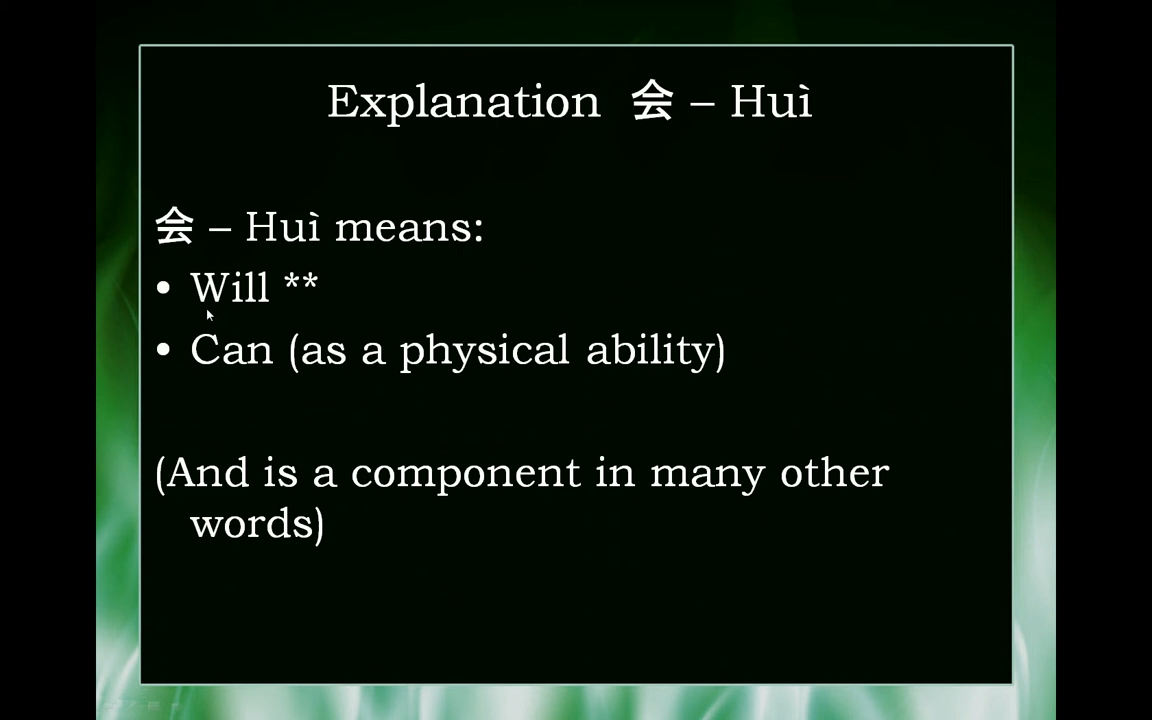 Explanation 会 – Huì
会 – Huì means:
• Will **
• Can (as a physical ability)
(And is a component in many other
words)